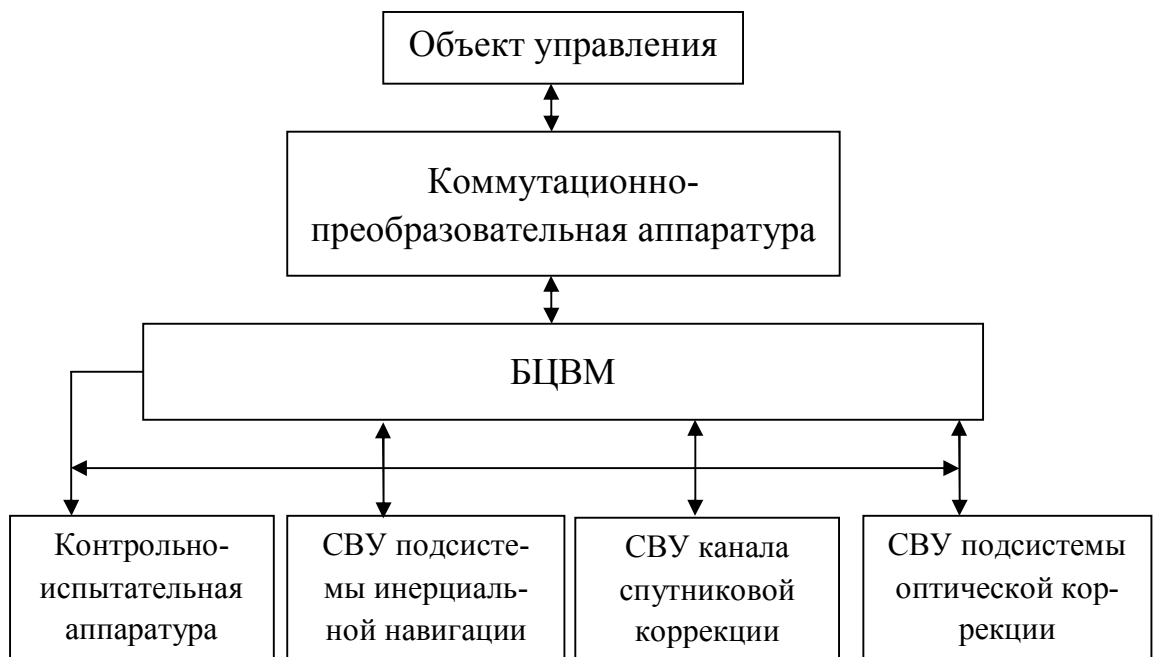 Объект управления
Коммутационно-
преобразовательная аппаратура
БЦВМ
Контрольно-
испытательная
аппаратура
СВУ подсисте-
мы инерциаль-
ной навигации
СВУ канала
спутниковой
коррекции
СВУ подсистемы
оптической кор-
рекции